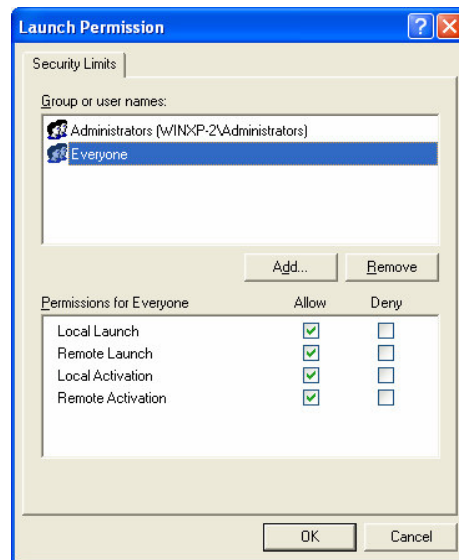 Launch Permission
Security Limits
Group or user names:
Administrators (WINXP-2\Administrators)
Everyone
Add... Remove
Permissions for Everyone Allow Deny
Local Launch
Remote Launch
Local Activation
Remote Activation
OK Cancel